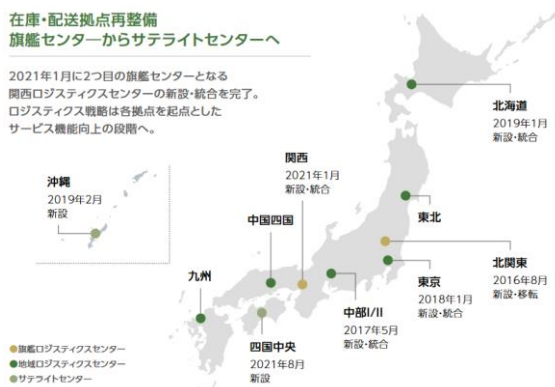 在庫・配送拠点再整備
旗艦センターからサテライトセンターへ
2021年1月に2つ目の旗艦センターとなる
関西ロジスティクスセンターの新設・統合を完了。
ロジスティクス戦略は各拠点を起点とした
サービス機能向上の段階へ。
北海道
2019年1月
新設・統合
関西
2021年1月
新設・統合
沖縄
2019年2月
新設
東北
中国四国
北関東
2016年8月
新設・移転
九州
東京
2018年1月
新設・統合
中部I/II
2017年5月
新設・統合
四国中央
2021年8月
新設
旗艦ロジスティクスセンター
地域ロジスティクスセンター
サテライトセンター